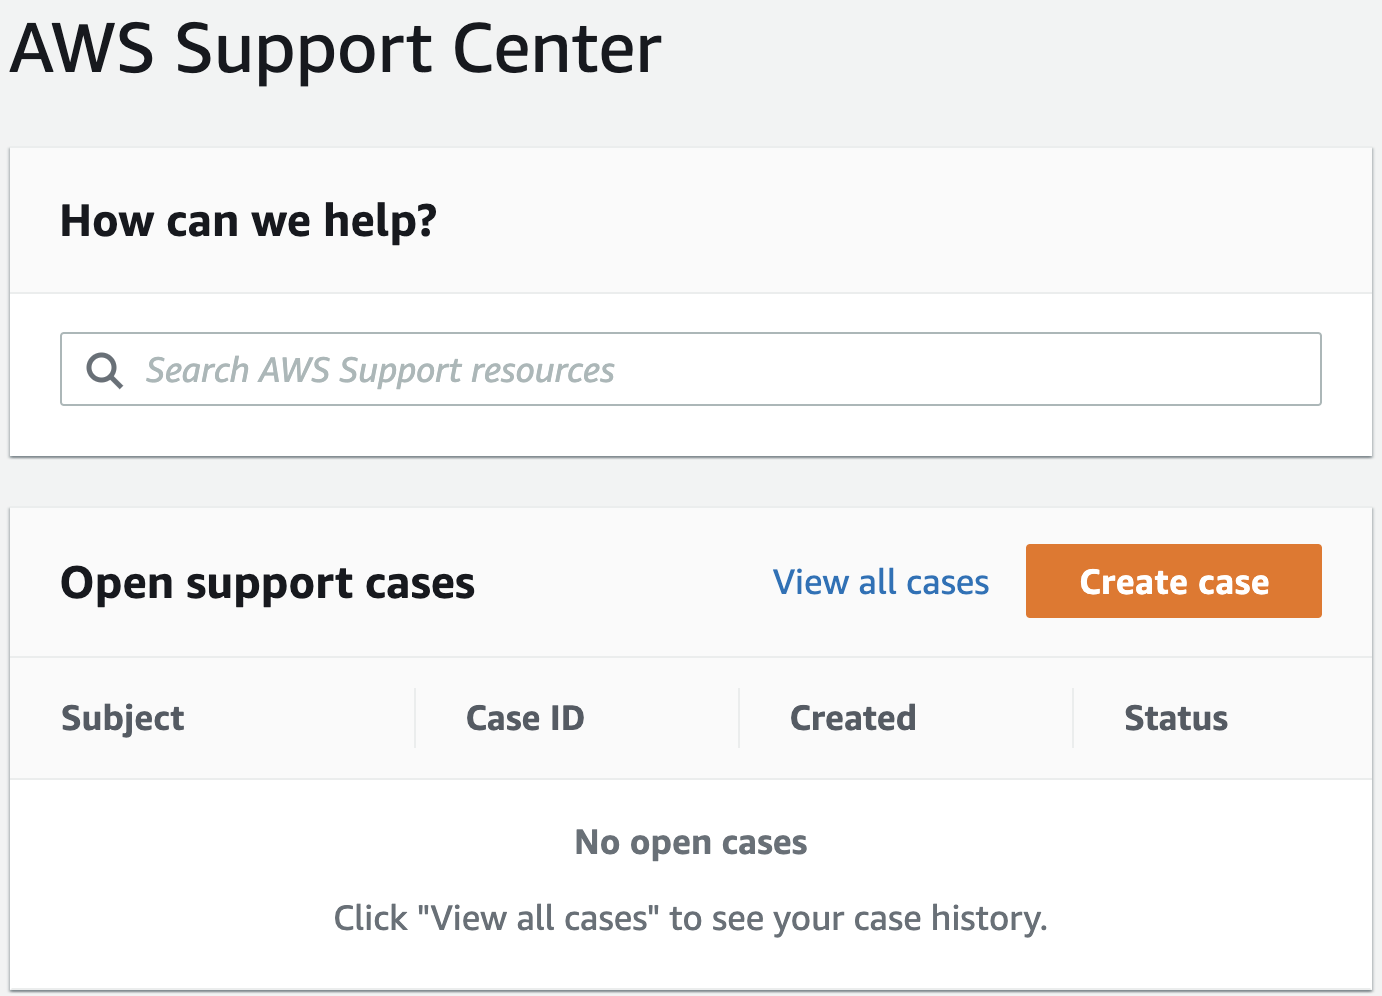 AWS Support Center
How can we help?
Search AWS Support resources
Open support cases
View all cases
Create case
Subject
Case ID
Created
Status
No open cases
Click "View all cases" to see your case history.